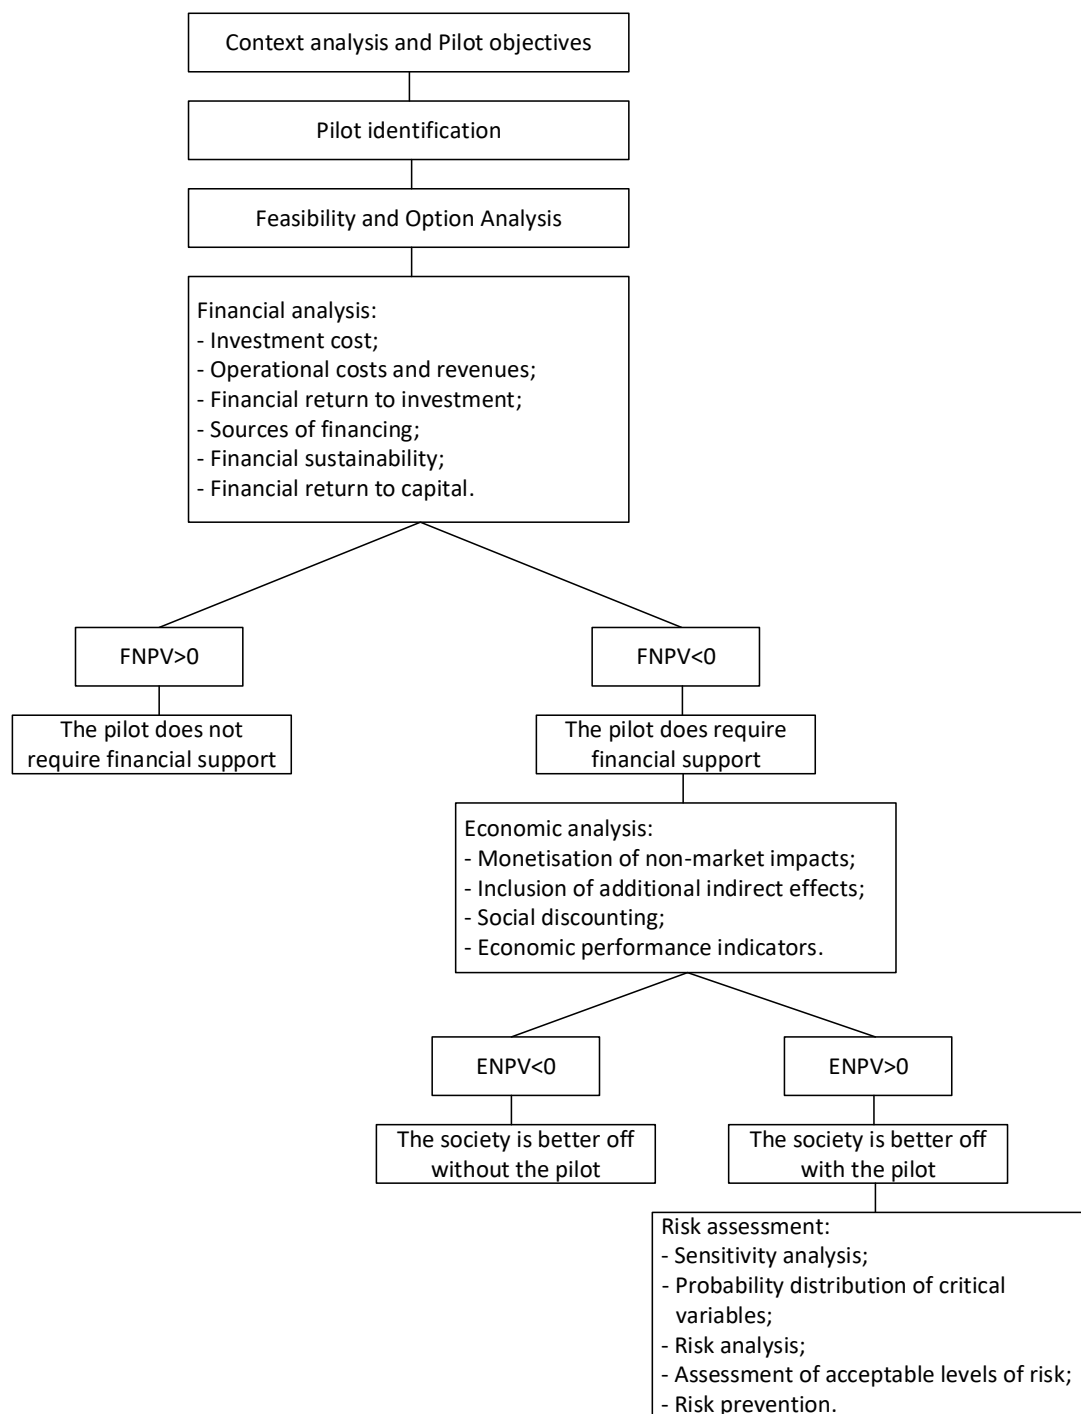 Context analysis and Pilot objectives
Pilot identification
Feasibility and Option Analysis
Financial analysis:
- Investment cost;
- Operational costs and revenues;
- Financial return to investment;
- Sources of financing;
- Financial sustainability;
- Financial return to capital.
FNPV>0
FNPV<0
The pilot does not
require financial support
The pilot does require
financial support
Economic analysis:
- Monetisation of non-market impacts;
- Inclusion of additional indirect effects;
- Social discounting;
- Economic performance indicators.
ENPV<0
ENPV>0
The society is better off
without the pilot
The society is better off
with the pilot
Risk assessment:
- Sensitivity analysis;
- Probability distribution of critical
variables;
- Risk analysis;
- Assessment of acceptable levels of risk;
- Risk prevention.